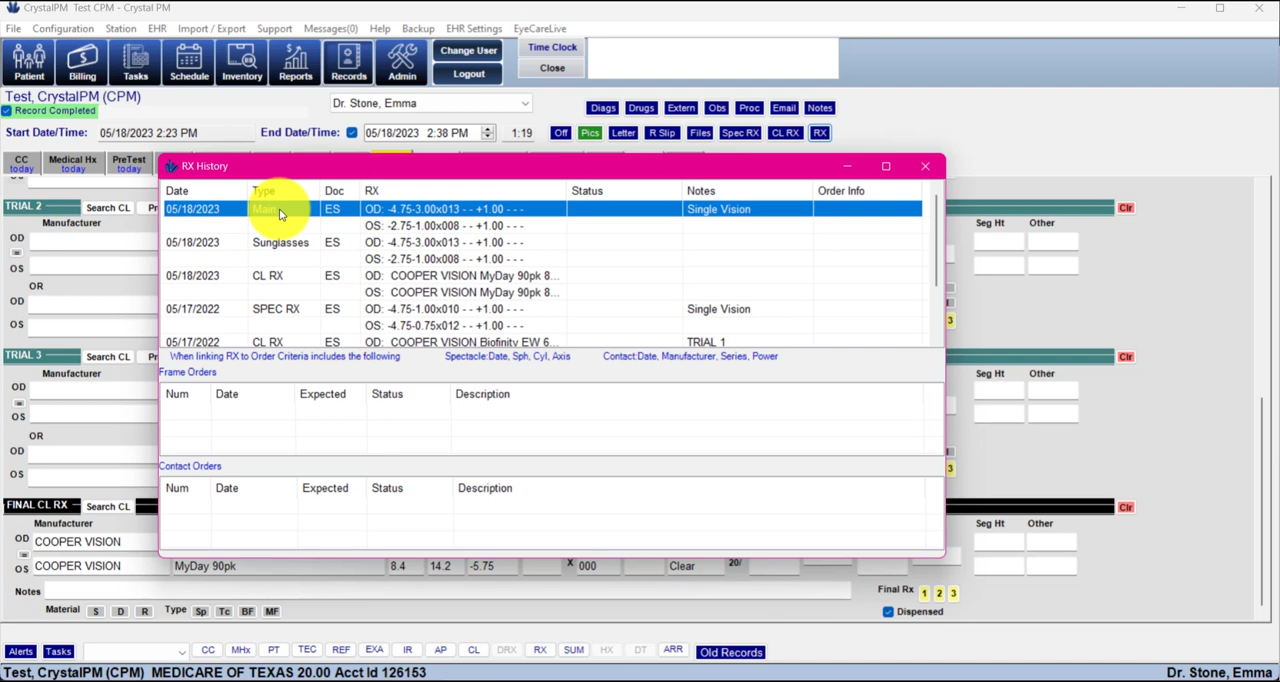 CrystalPM Test CPM - Crystal PM
File Configuration Station EHR Import / Export Support Messages(0) Help Backup EHR Settings EyeCareLive
Patient Billing Tasks Schedule Inventory Reports Records Admin Change User Logout Time Clock Close
Test, CrystalPM (CPM) Dr. Stone, Emma Diags Drugs Extern Obs Proc Email Notes
Record Completed
Start Date/Time: 05/18/2023 2:23 PM End Date/Time: 05/18/2023 2:38 PM 1:19 Off Pics Letter R Slip Files Spec RX CL RX RX
CC today Medical Hx today PreTest today
RX History
Date Type Doc RX Status Notes Order Info
05/18/2023 Main ES OD: -4.75-3.00x013 - - +1.00 - - - Single Vision
OS: -2.75-1.00x008 - - +1.00 - - -
05/18/2023 Sunglasses ES OD: -4.75-3.00x013 - - +1.00 - - -
OS: -2.75-1.00x008 - - +1.00 - - -
05/18/2023 CL RX ES OD: COOPER VISION MyDay 90pk 8...
OS: COOPER VISION MyDay 90pk 8...
05/17/2022 SPEC RX ES OD: -4.75-1.00x010 - - +1.00 - - - Single Vision
OS: -4.75-0.75x012 - - +1.00 - - -
05/17/2022 CL RX ES OD: COOPER VISION Biofinity EW 6... TRIAL 1
When linking RX to Order Criteria includes the following Spectacle:Date, Sph, Cyl, Axis Contact:Date, Manufacturer, Series, Power
Frame Orders
Num Date Expected Status Description
Contact Orders
Num Date Expected Status Description
TRIAL 2 Search CL Clr
Manufacturer Seg Ht Other
OD
OS
OR
OD
OS
3
TRIAL 3 Search CL Clr
Manufacturer Seg Ht Other
OD
OS
OR
OD
OS
3
FINAL CL RX Search CL Clr
Manufacturer Seg Ht Other
OD COOPER VISION
OS COOPER VISION MyDay 90pk 8.4 14.2 -5.75 X 000 Clear 20/
Notes Final Rx 1 2 3
Material S D R Type Sp Tc BF MF Dispensed
Alerts Tasks CC MHx PT TEC REF EXA IR AP CL DRX RX SUM HX DT ARR Old Records
Test, CrystalPM (CPM) MEDICARE OF TEXAS 20.00 Acct Id 126153 Dr. Stone, Emma